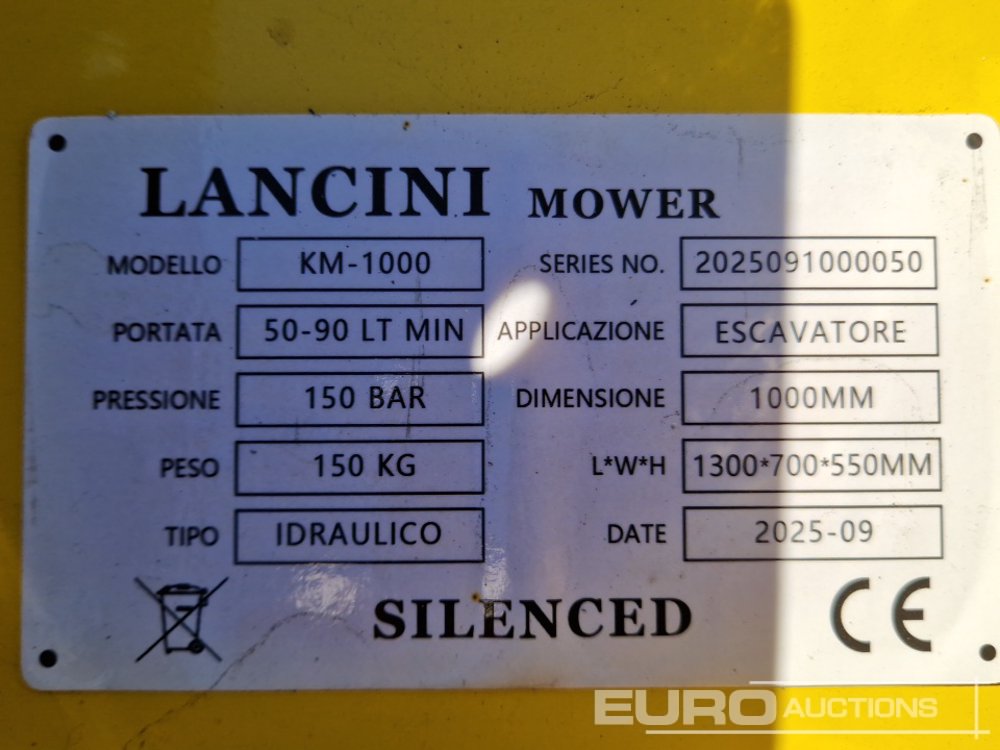 LANCINI MOWER
MODELLO KM-1000 SERIES NO. 2025091000050
PORTATA 50-90 LT MIN APPLICAZIONE ESCAVATORE
PRESSIONE 150 BAR DIMENSIONE 1000MM
PESO 150 KG L*W*H 1300*700*550MM
TIPO IDRAULICO DATE 2025-09
SILENCED CE
EURO AUCTIONS